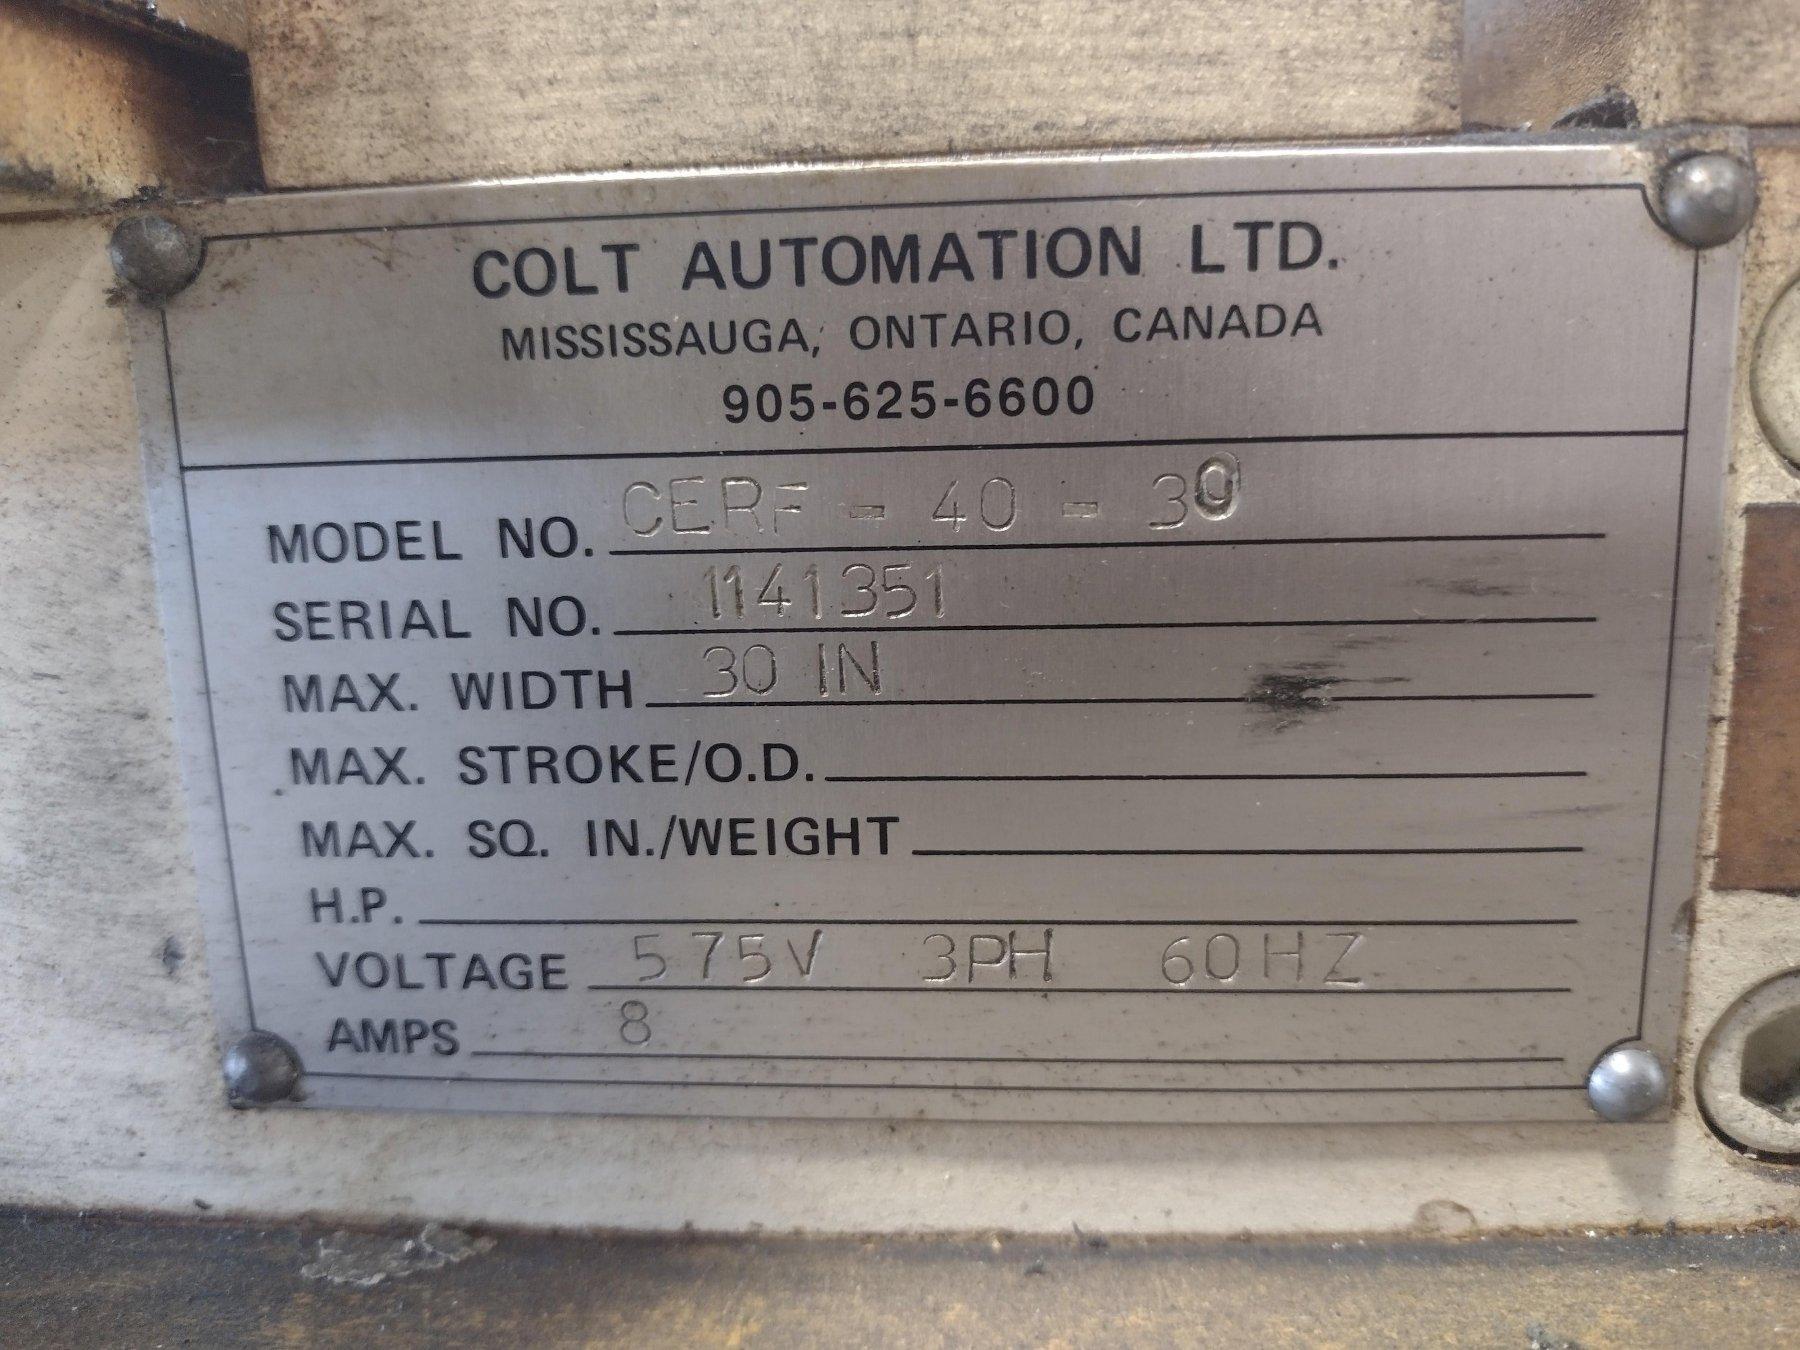 COLT AUTOMATION LTD.
MISSISSAUGA, ONTARIO, CANADA
905-625-6600
MODEL NO. CERF - 40 - 30
SERIAL NO. 1141351
MAX. WIDTH 30 IN
MAX. STROKE/O.D.
MAX. SQ. IN./WEIGHT
H.P.
VOLTAGE 575V 3PH 60HZ
AMPS 8